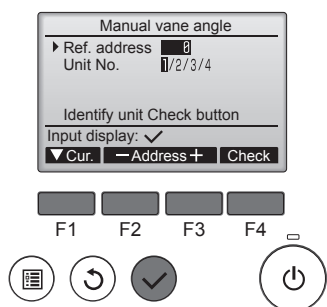 Manual vane angle
Ref. address 0
Unit No. 1/2/3/4
Identify unit Check button
Input display: ✓
▼Cur. −Address+ Check
F1 F2 F3 F4